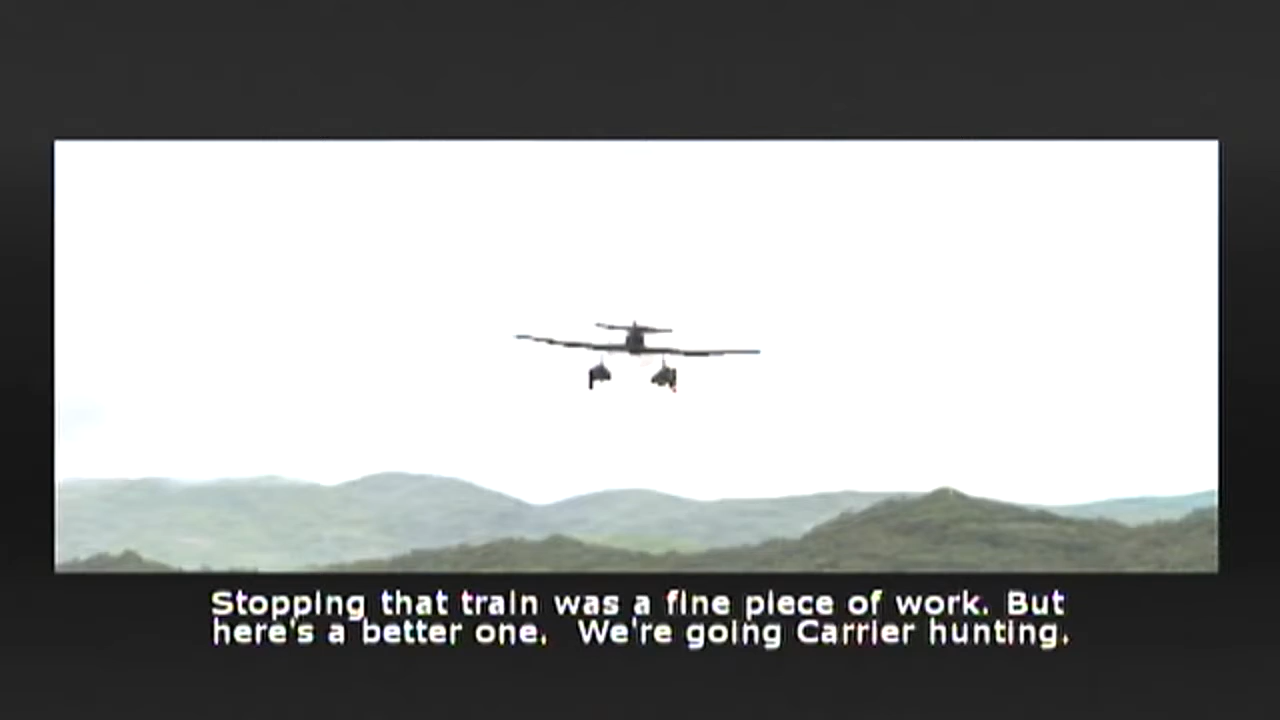 Stopping that train was a fine piece of work. But
here's a better one.  We're going Carrier hunting.